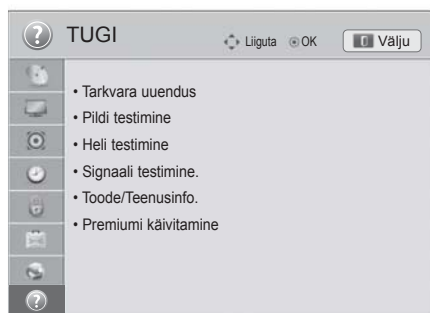 TUGI
Liiguta OK Välju
• Tarkvara uuendus
• Pildi testimine
• Heli testimine
• Signaali testimine.
• Toode/Teenusinfo.
• Premiumi käivitamine